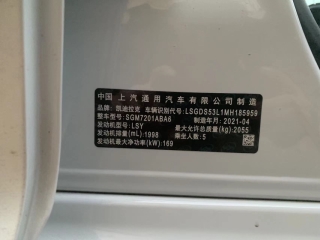 中国 上汽通用汽车有限公司制造
品牌:凯迪拉克 车辆识别代号:LSGDS53L1MH185959
整车型号:SGM7201ABA6 制造年月:2021-04
发动机型号:LSY 最大允许总质量(kg):2055
发动机排量(mL):1998 乘坐人数:5
发动机最大净功率(kW):169